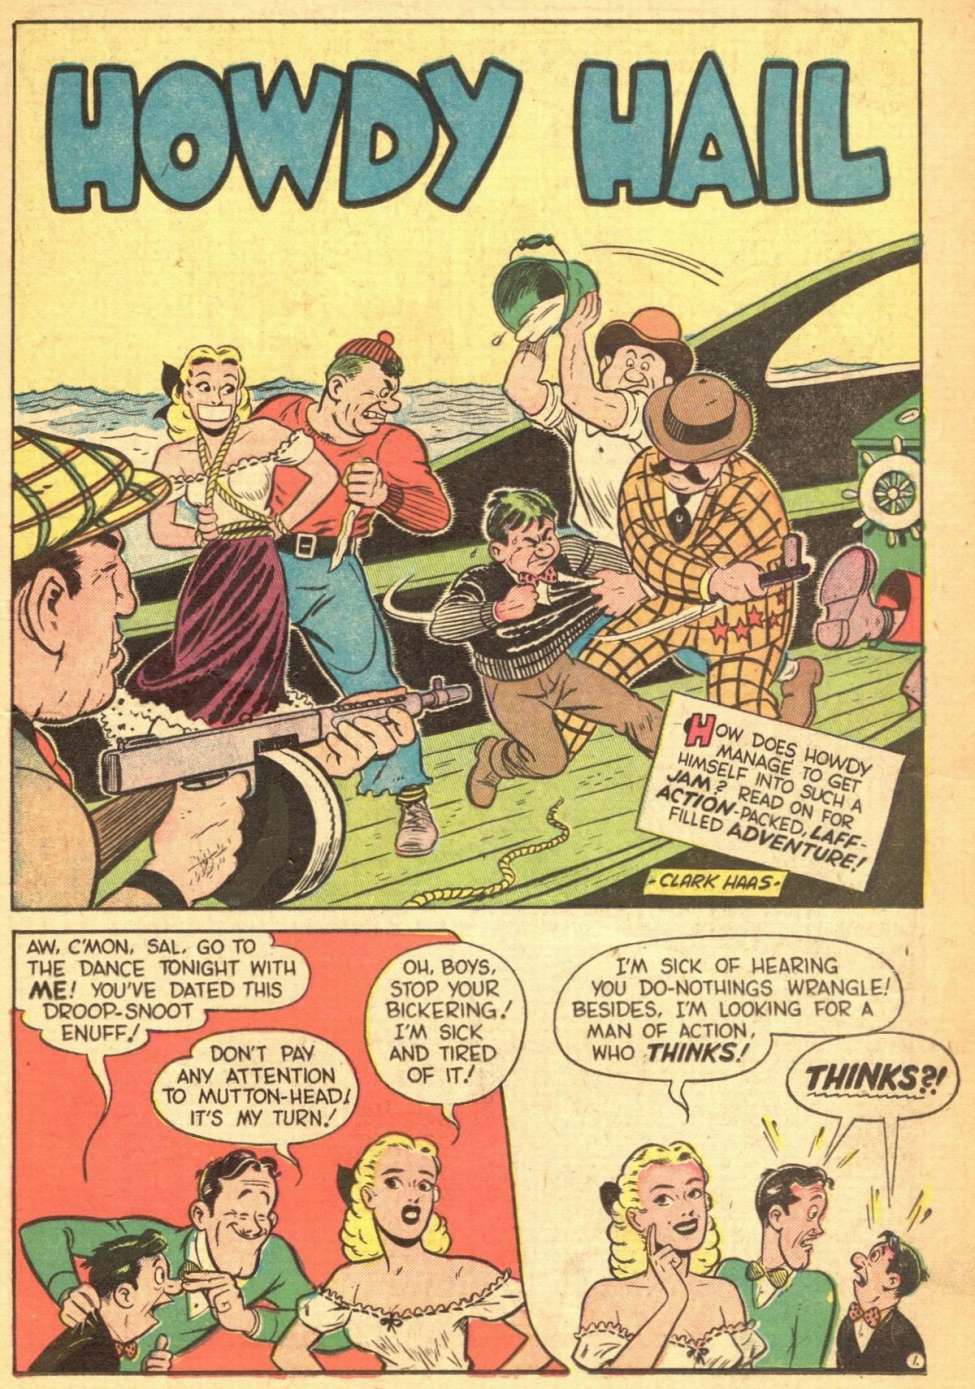 HOWDY HAIL
HOW DOES HOWDY
MANAGE TO GET
HIMSELF INTO SUCH A
JAM? READ ON FOR
ACTION-PACKED, LAFF-
FILLED ADVENTURE!
-CLARK HAAS-
AW, C'MON, SAL, GO TO
THE DANCE TONIGHT WITH
ME! YOU'VE DATED THIS
DROOP-SNOOT
ENUFF!
DON'T PAY
ANY ATTENTION
TO MUTTON-HEAD!
IT'S MY TURN!
OH, BOYS,
STOP YOUR
BICKERING!
I'M SICK
AND TIRED
OF IT!
I'M SICK OF HEARING
YOU DO-NOTHINGS WRANGLE!
BESIDES, I'M LOOKING FOR A
MAN OF ACTION,
WHO THINKS!
THINKS?!
1